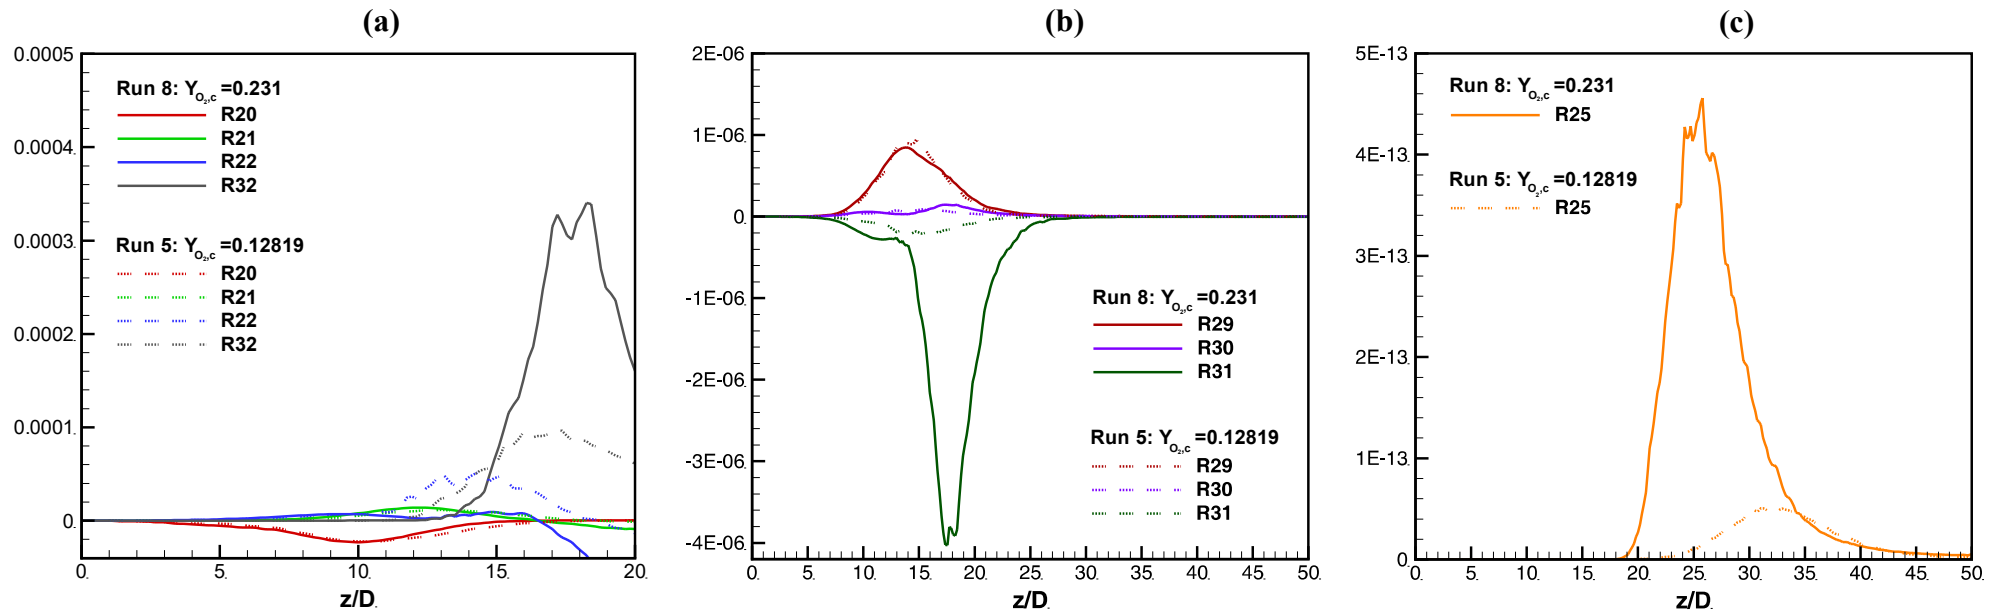 (a)
0.0005
0.0004.
0.0003
0.0002
0.0001.
0.
0.
5.
10.
15.
20.
z/D.
Run 8: Y_O₂,c =0.231
R20
R21
R22
R32
Run 5: Y_O₂,c =0.12819
R20
R21
R22
R32
(b)
2E-06.
1E-06.
0.
-1E-06.
-2E-06.
-3E-06.
-4E-06.
0.
5.
10.
15.
20.
25.
30.
35.
40.
45.
50.
z/D.
Run 8: Y_O₂,c =0.231
R29
R30
R31
Run 5: Y_O₂,c =0.12819
R29
R30
R31
(c)
5E-13.
4E-13.
3E-13.
2E-13.
1E-13.
0.
0.
5.
10.
15.
20.
25.
30.
35.
40.
45.
50.
z/D.
Run 8: Y_O₂,c =0.231
R25
Run 5: Y_O₂,c =0.12819
R25